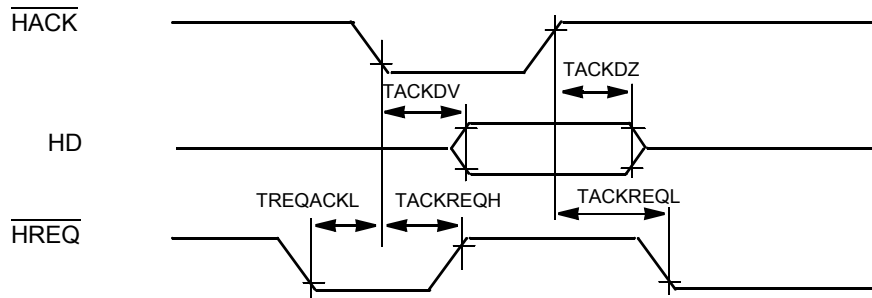 HACK
TACKDZ
TACKDV
HD
TREQACKL TACKREQH TACKREQL
HREQ